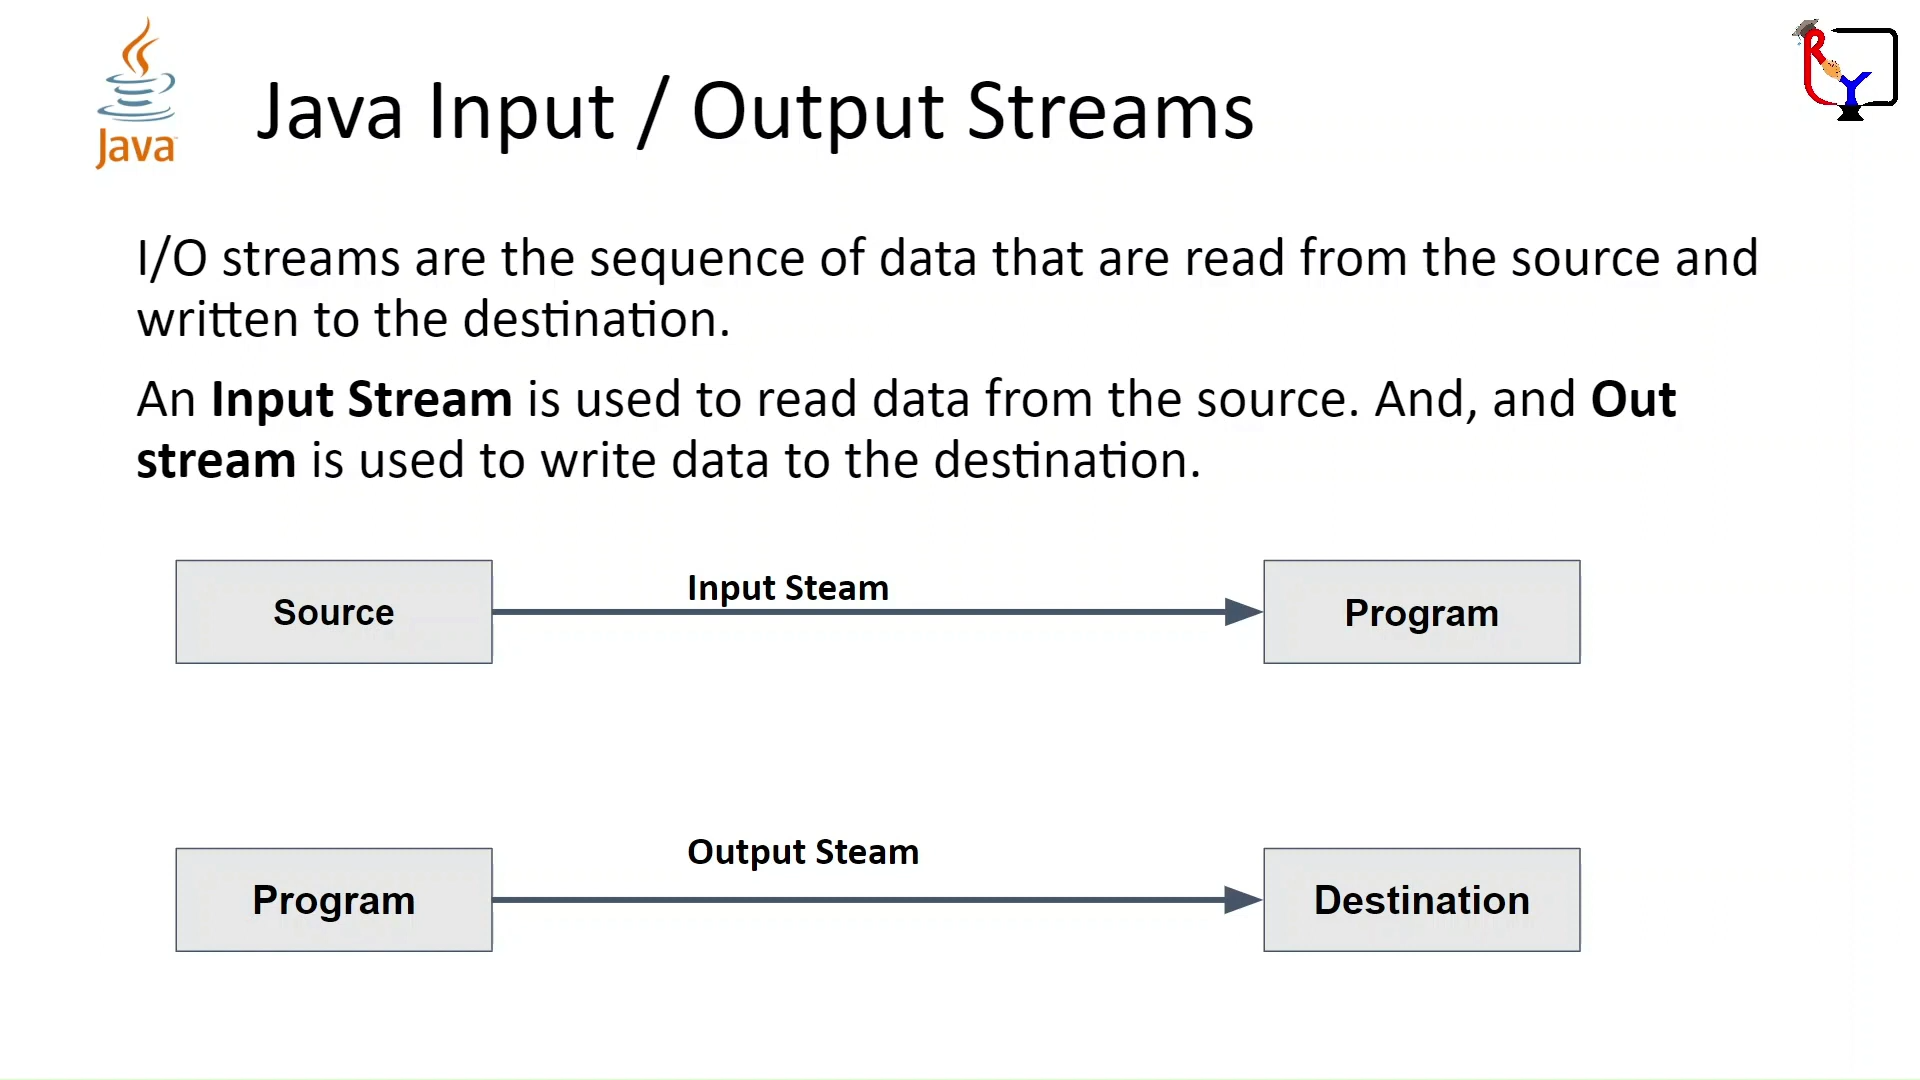 Java
Java Input / Output Streams
R
Y
I/O streams are the sequence of data that are read from the source and
written to the destination.
An Input Stream is used to read data from the source. And, and Out
stream is used to write data to the destination.
Source
Input Steam
Program
Program
Output Steam
Destination